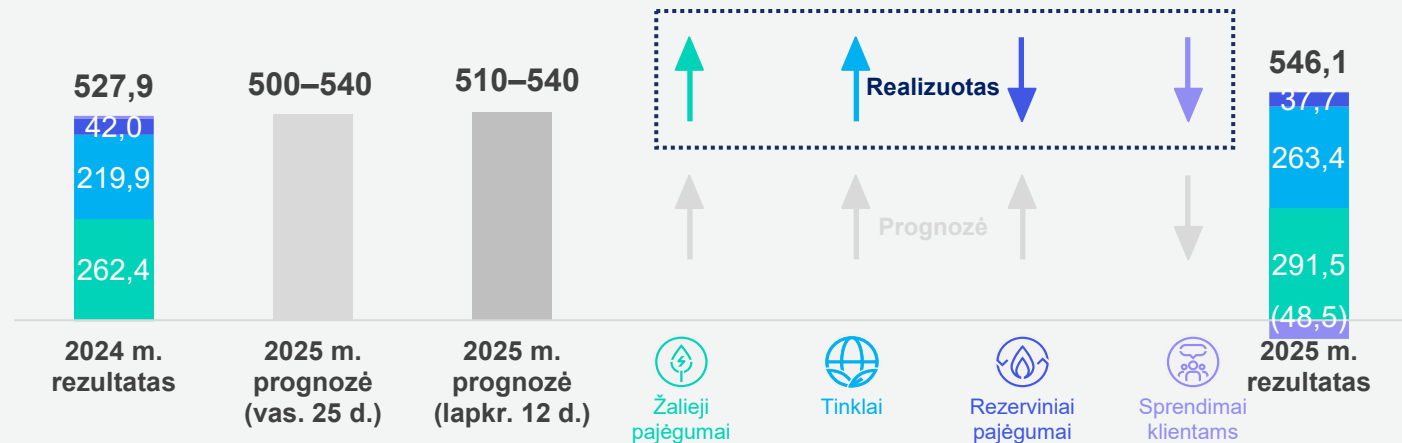 527,9
42,0
219,9
262,4
2024 m.
rezultatas
500–540
2025 m.
prognozė
(vas. 25 d.)
510–540
2025 m.
prognozė
(lapkr. 12 d.)
Realizuotas
Prognozė
Žalieji
pajėgumai
Tinklai
Rezerviniai
pajėgumai
Sprendimai
klientams
546,1
37,7
263,4
291,5
(48,5)
2025 m.
rezultatas